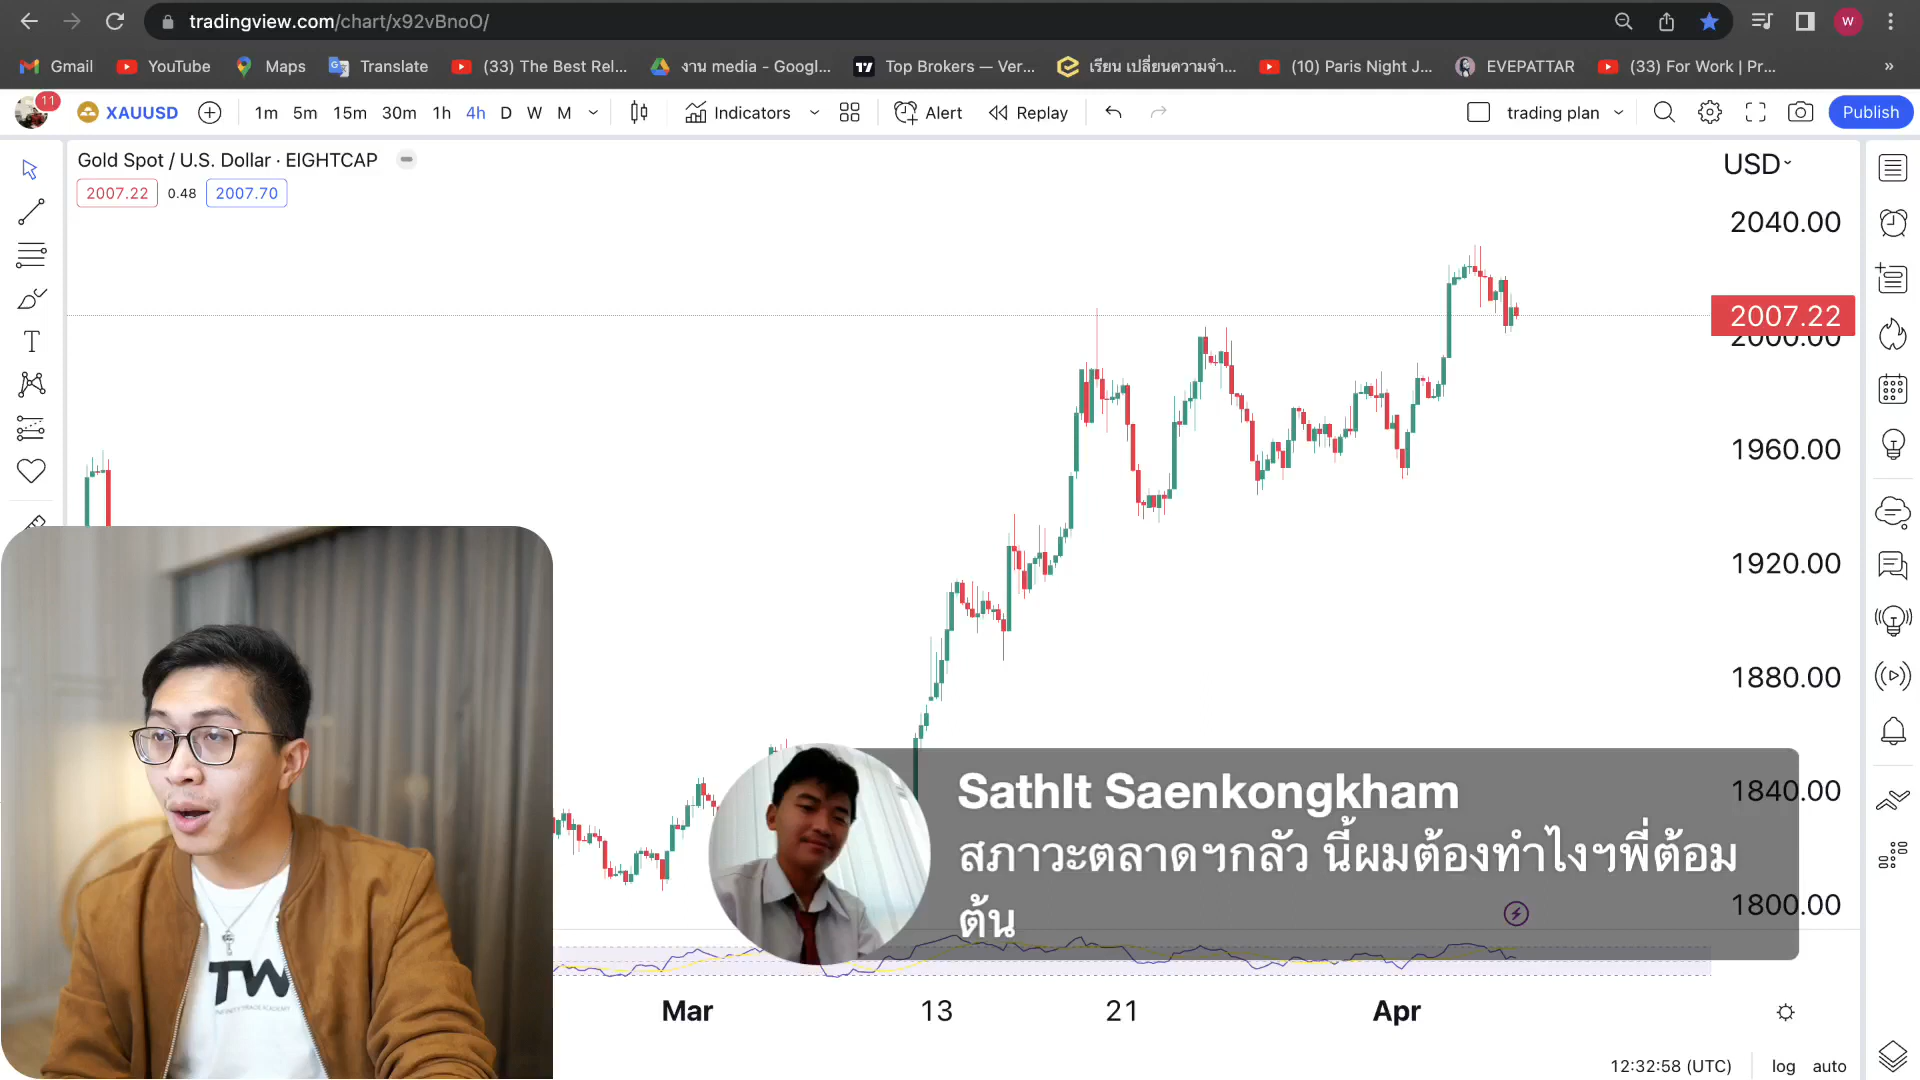 tradingview.com/chart/x92vBnoO/
W
Gmail YouTube Maps Translate (33) The Best Rel... งาน media - Googl... Top Brokers — Ver... เรียน เปลี่ยนความจำ... (10) Paris Night J... EVEPATTAR (33) For Work | Pr... »
11 XAUUSD 1m 5m 15m 30m 1h 4h D W M Indicators Alert Replay trading plan Publish
Gold Spot / U.S. Dollar · EIGHTCAP
USD
2007.22 0.48 2007.70
2040.00
2007.22
2000.00
1960.00
1920.00
1880.00
1840.00
1800.00
SathIt Saenkongkham
สภาวะตลาดฯกลัว นี้ผมต้องทำไงฯพี่ต้อม
ต้น
TW
Mar 13 21 Apr
12:32:58 (UTC) log auto